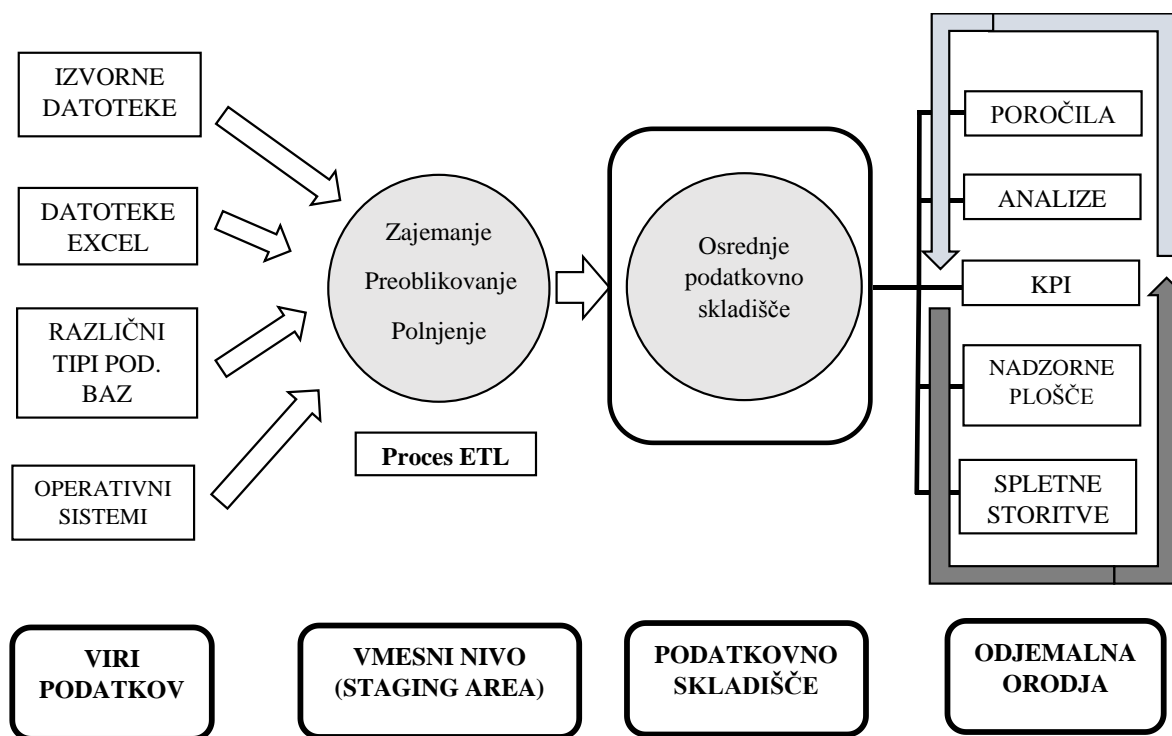 IZVORNE
DATOTEKE
DATOTEKE
EXCEL
RAZLIČNI
TIPI POD.
BAZ
OPERATIVNI
SISTEMI
Zajemanje
Preoblikovanje
Polnjenje
Proces ETL
Osrednje
podatkovno
skladišče
POROČILA
ANALIZE
KPI
NADZORNE
PLOŠČE
SPLETNE
STORITVE
VIRI
PODATKOV
VMESNI NIVO
(STAGING AREA)
PODATKOVNO
SKLADIŠČE
ODJEMALNA
ORODJA